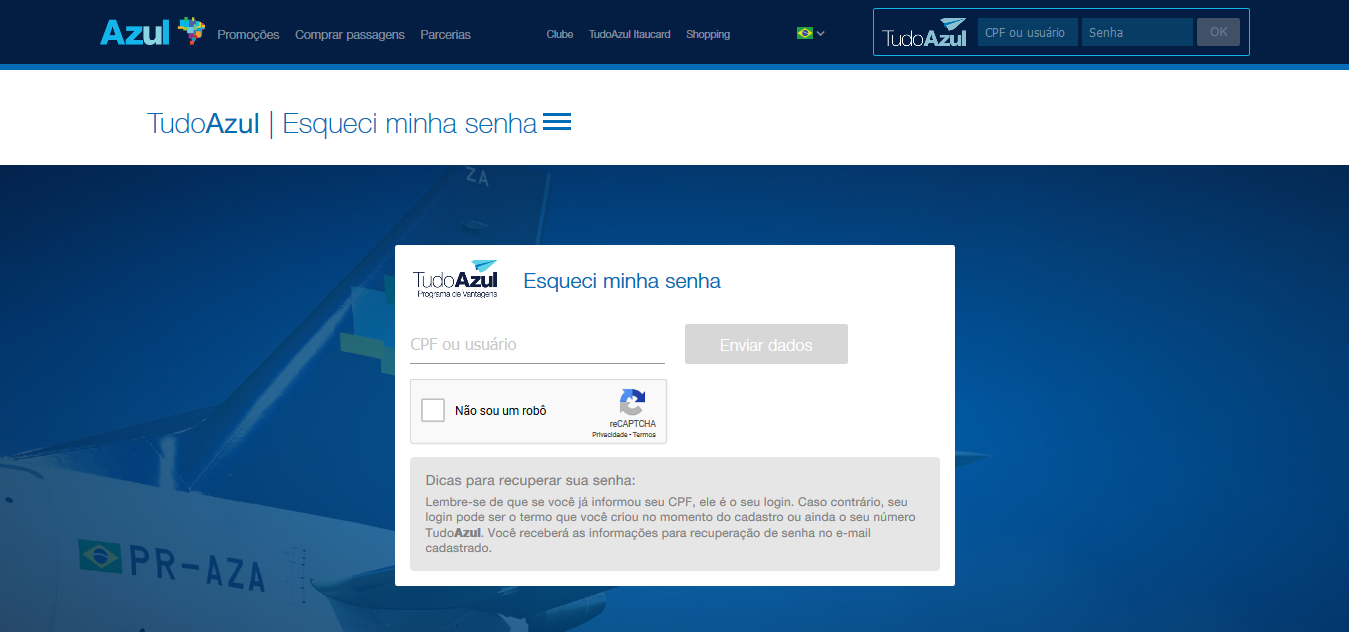 Azul Promoções Comprar passagens Parcerias Clube TudoAzul Itaucard Shopping TudoAzul CPF ou usuário Senha OK
TudoAzul | Esqueci minha senha
ZA
TudoAzul
Programa de Vantagens
Esqueci minha senha
CPF ou usuário
Enviar dados
Não sou um robô
reCAPTCHA
Privacidade - Termos
Dicas para recuperar sua senha:
Lembre-se de que se você já informou seu CPF, ele é o seu login. Caso contrário, seu
login pode ser o termo que você criou no momento do cadastro ou ainda o seu número
TudoAzul. Você receberá as informações para recuperação de senha no e-mail
cadastrado.
PR-AZA